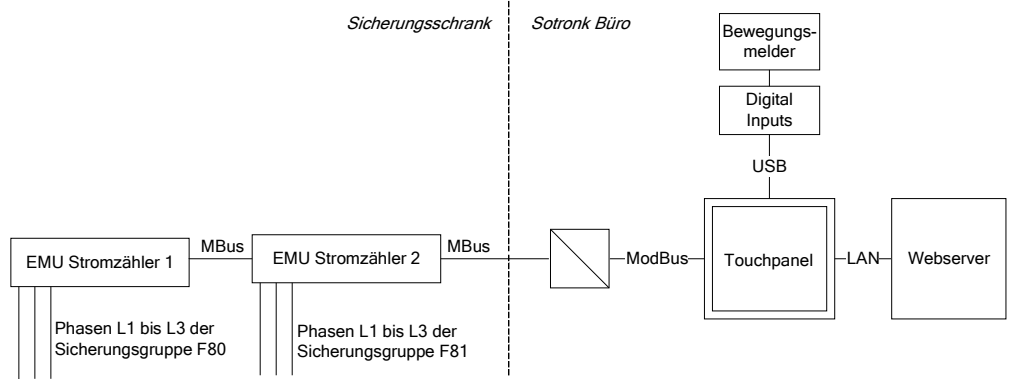 Sicherungsschrank
Sotronk Büro
Bewegungs-
melder
Digital
Inputs
USB
EMU Stromzähler 1
MBus
EMU Stromzähler 2
MBus
ModBus
Touchpanel
LAN
Webserver
Phasen L1 bis L3 der
Sicherungsgruppe F80
Phasen L1 bis L3 der
Sicherungsgruppe F81